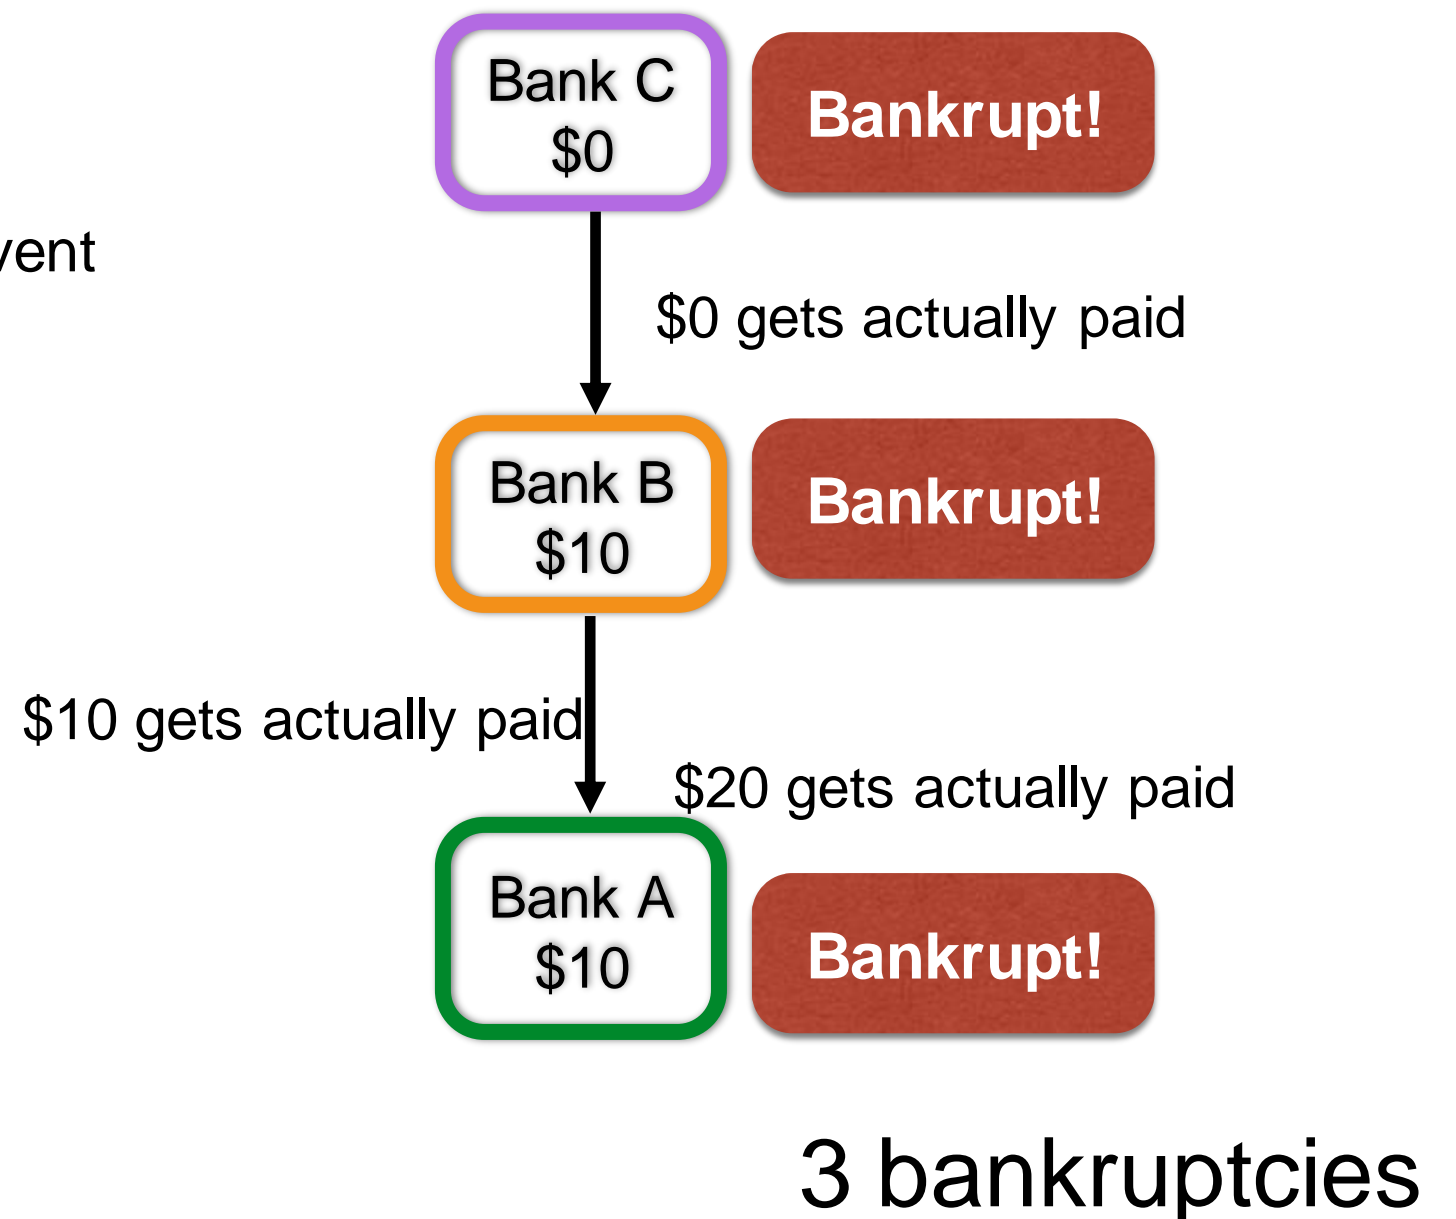 Bank C
$0
Bankrupt!
vent
$0 gets actually paid
Bank B
$10
Bankrupt!
$10 gets actually paid
$20 gets actually paid
Bank A
$10
Bankrupt!
3 bankruptcies